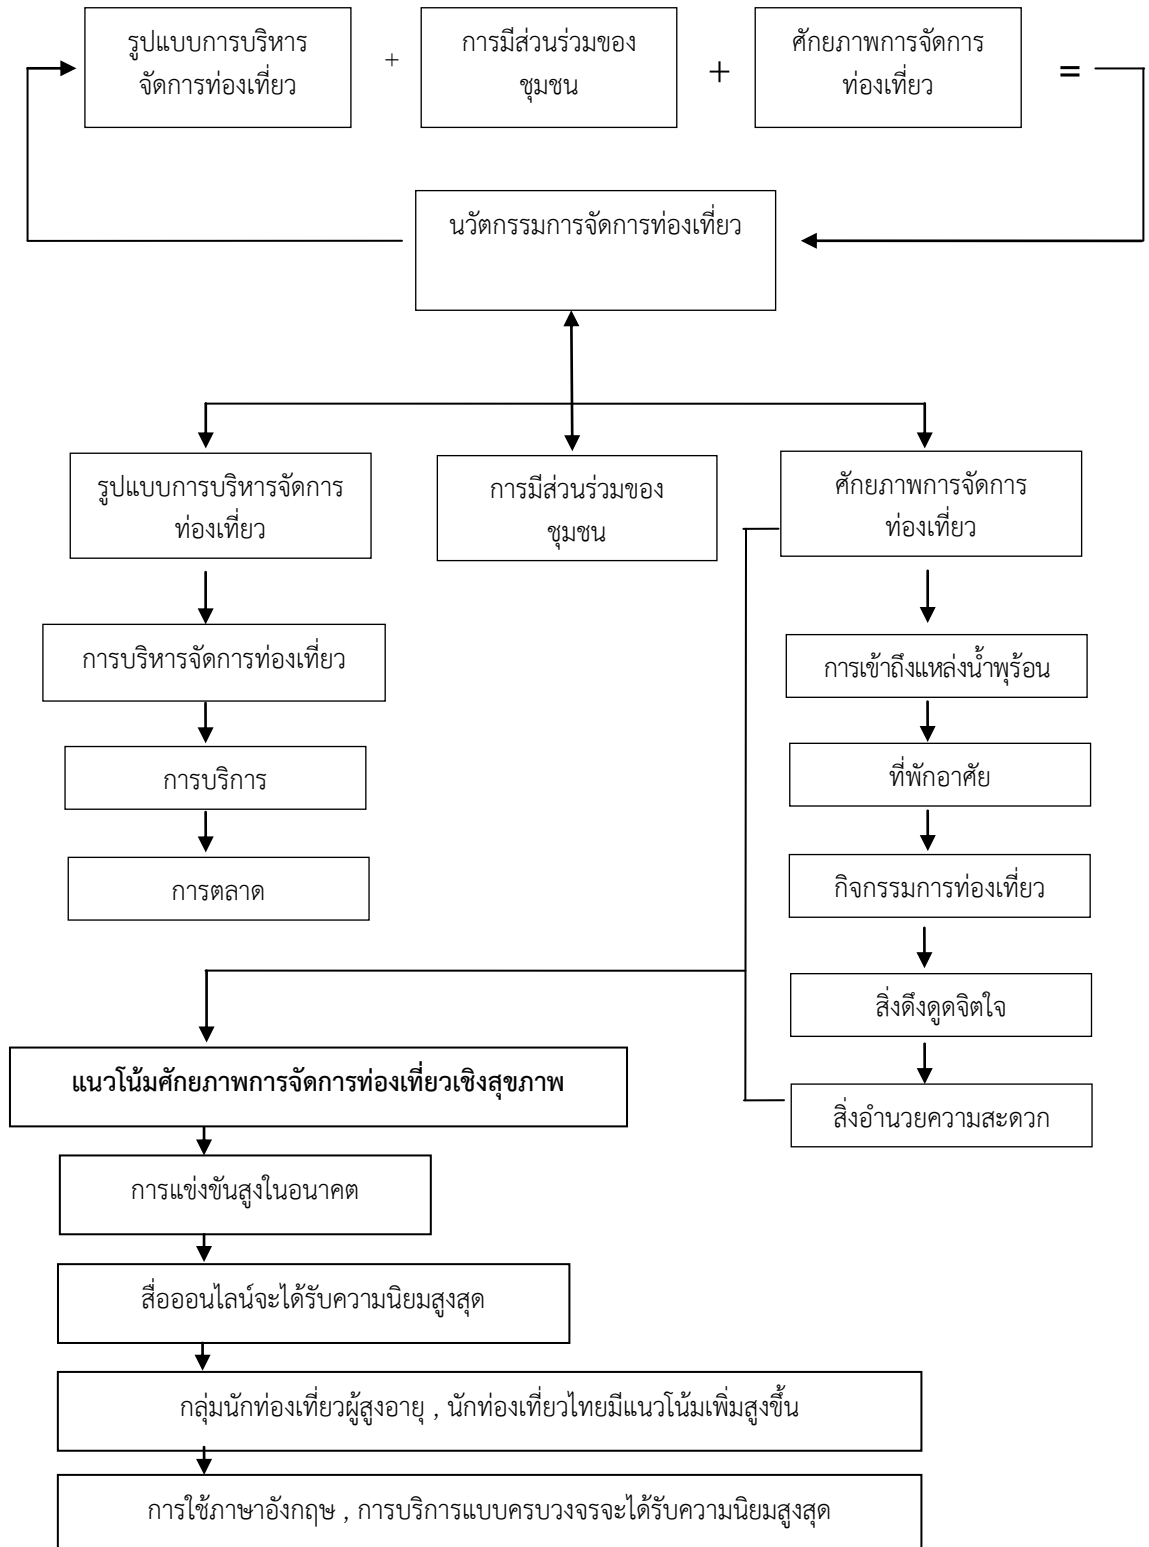 รูปแบบการบริหาร
จัดการท่องเที่ยว
+
การมีส่วนร่วมของ
ชุมชน
+
ศักยภาพการจัดการ
ท่องเที่ยว
=
นวัตกรรมการจัดการท่องเที่ยว
รูปแบบการบริหารจัดการ
ท่องเที่ยว
การมีส่วนร่วมของ
ชุมชน
ศักยภาพการจัดการ
ท่องเที่ยว
การบริหารจัดการท่องเที่ยว
การบริการ
การตลาด
การเข้าถึงแหล่งน้ำพุร้อน
ที่พักอาศัย
กิจกรรมการท่องเที่ยว
สิ่งดึงดูดจิตใจ
สิ่งอำนวยความสะดวก
แนวโน้มศักยภาพการจัดการท่องเที่ยวเชิงสุขภาพ
การแข่งขันสูงในอนาคต
สื่อออนไลน์จะได้รับความนิยมสูงสุด
กลุ่มนักท่องเที่ยวผู้สูงอายุ , นักท่องเที่ยวไทยมีแนวโน้มเพิ่มสูงขึ้น
การใช้ภาษาอังกฤษ , การบริการแบบครบวงจรจะได้รับความนิยมสูงสุด